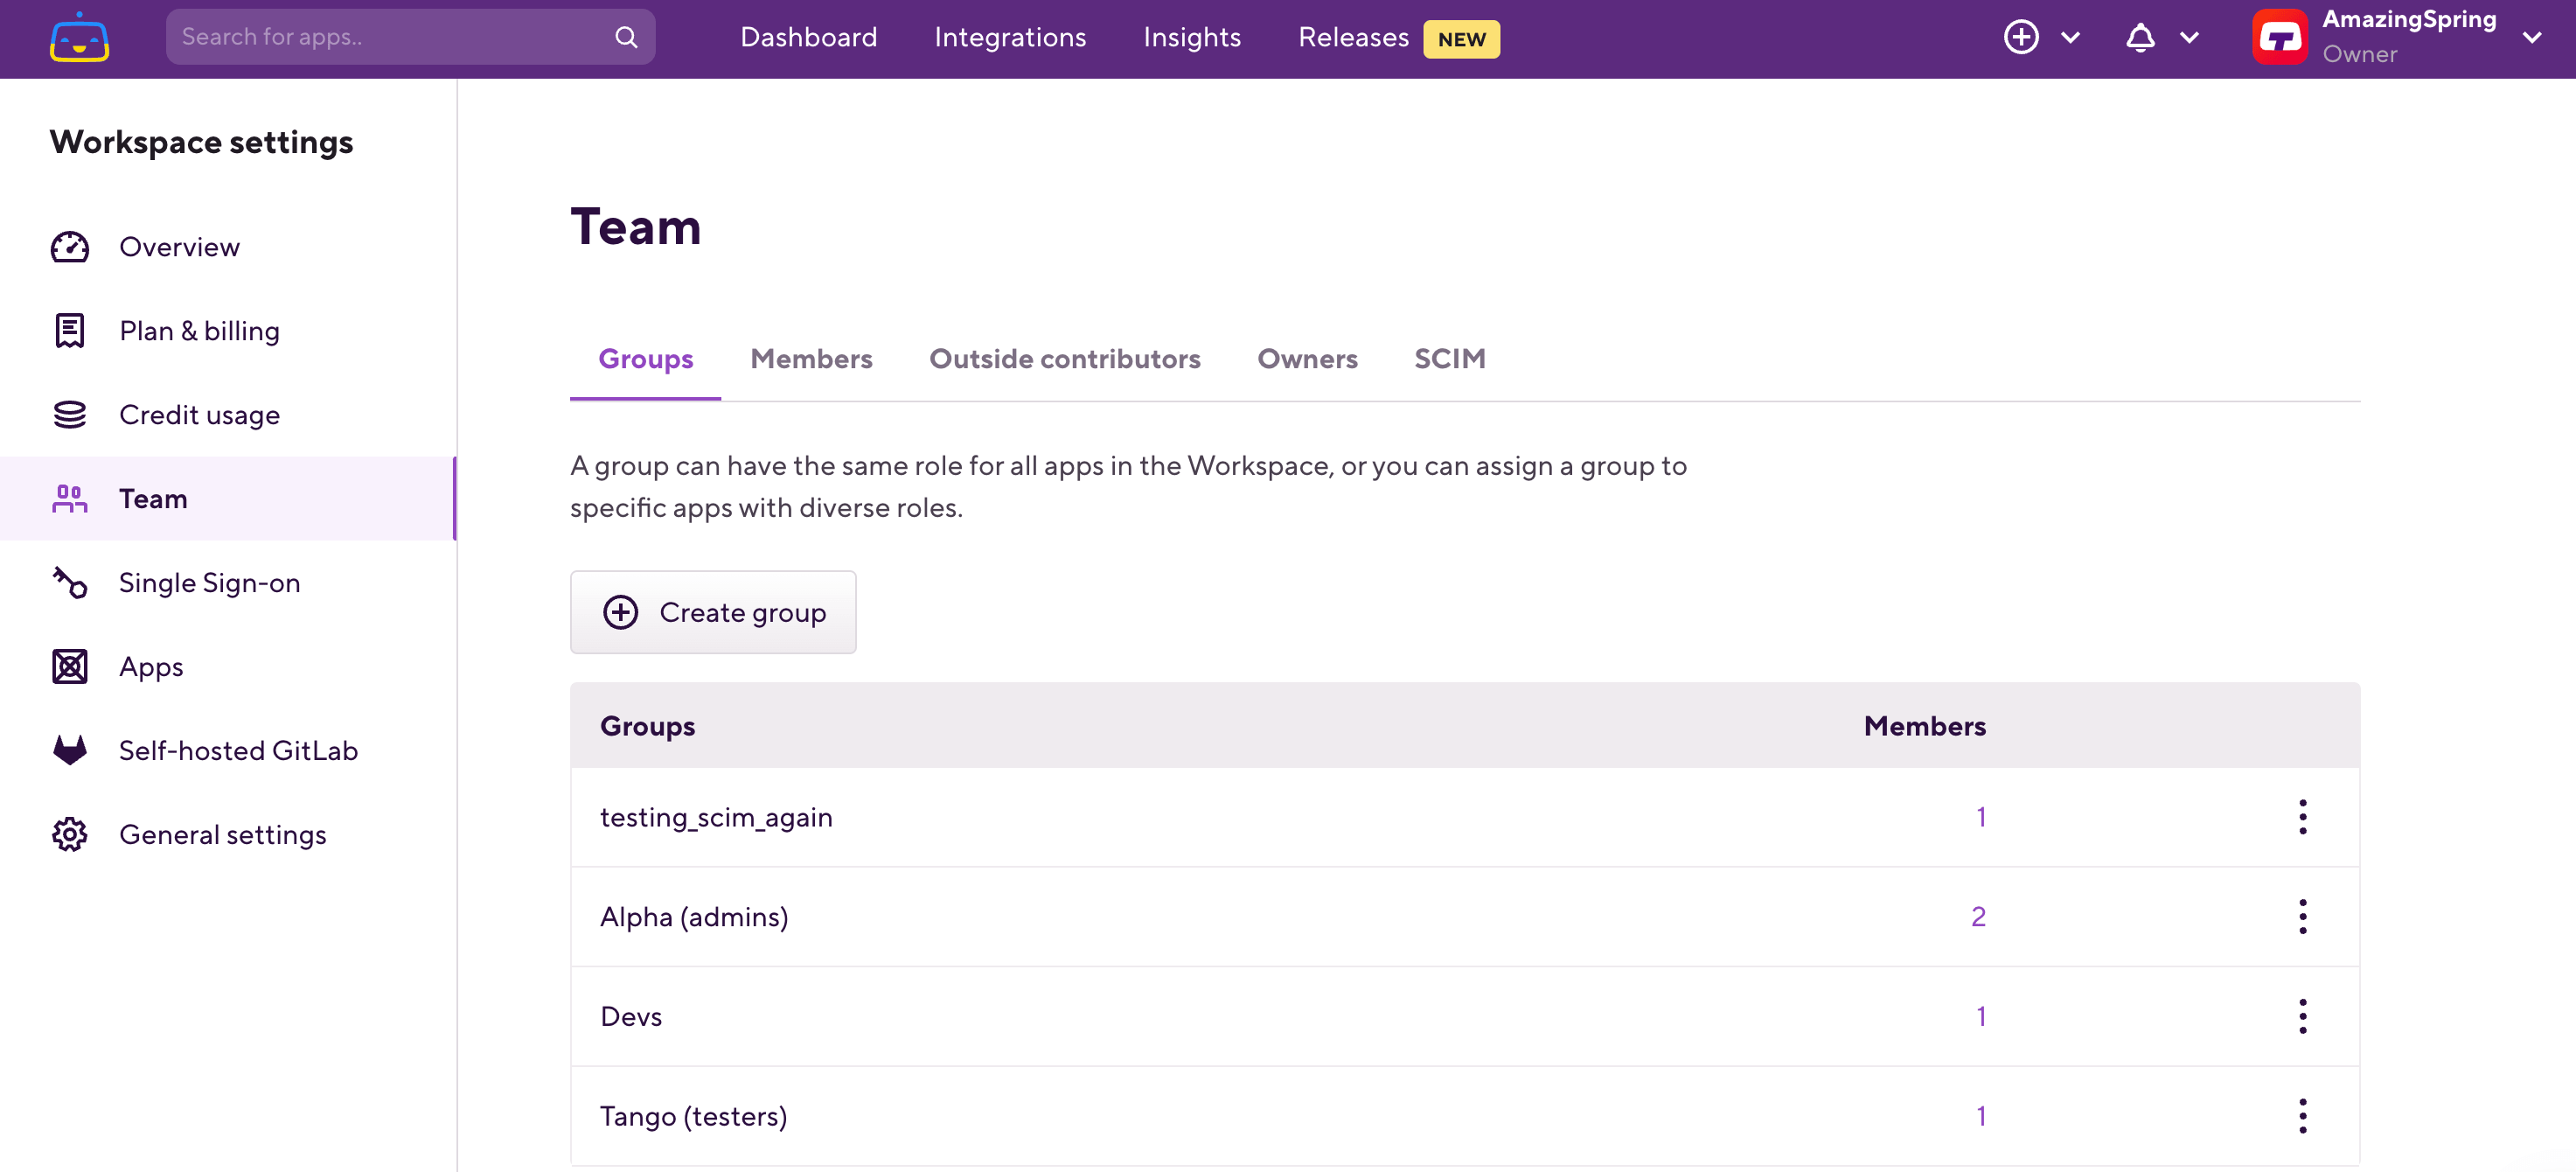 Search for apps..
Dashboard
Integrations
Insights
Releases
NEW
AmazingSpring
Owner
Workspace settings
Overview
Plan & billing
Credit usage
Team
Single Sign-on
Apps
Self-hosted GitLab
General settings
Team
Groups
Members
Outside contributors
Owners
SCIM
A group can have the same role for all apps in the Workspace, or you can assign a group to
specific apps with diverse roles.
Create group
Groups Members
testing_scim_again 1
Alpha (admins) 2
Devs 1
Tango (testers) 1